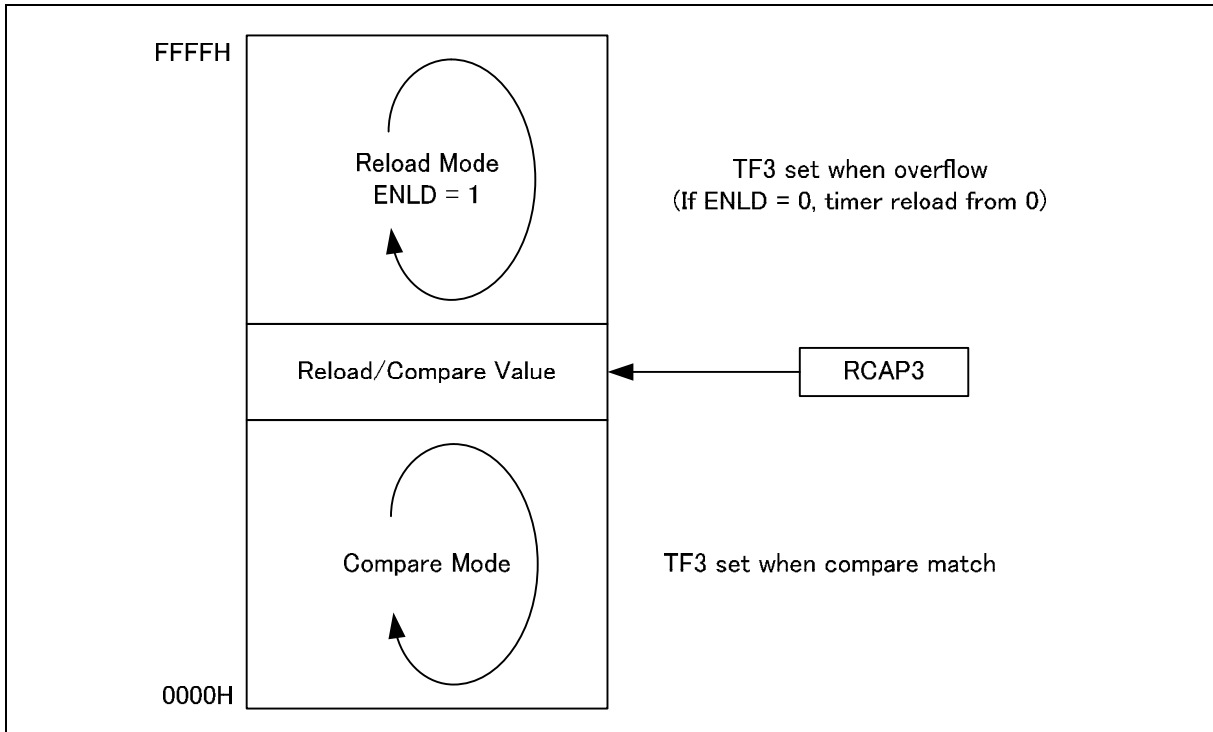 FFFFH
Reload Mode
ENLD = 1
TF3 set when overflow
(If ENLD = 0, timer reload from 0)
Reload/Compare Value
RCAP3
Compare Mode
TF3 set when compare match
0000H